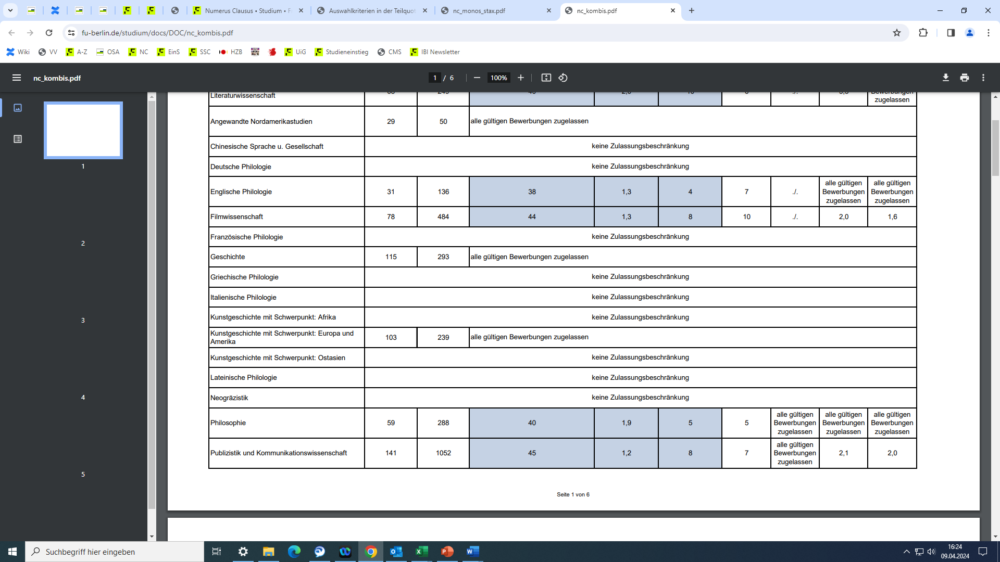 Numerus Clausus • Studium • F
Auswahlkriterien in der Teilquot
nc_monos_stax.pdf
nc_kombis.pdf
fu-berlin.de/studium/docs/DOC/nc_kombis.pdf
Wiki VV A-Z OSA NC EinS SSC HZB UiG Studieneinstieg CMS IBI Newsletter
nc_kombis.pdf 1 / 6 100%
Literaturwissenschaft
Bewerbungen
zugelassen
Angewandte Nordamerikastudien 29 50 alle gültigen Bewerbungen zugelassen
Chinesische Sprache u. Gesellschaft keine Zulassungsbeschränkung
Deutsche Philologie keine Zulassungsbeschränkung
Englische Philologie 31 136 38 1,3 4 7 ./. alle gültigen Bewerbungen zugelassen alle gültigen Bewerbungen zugelassen
Filmwissenschaft 78 484 44 1,3 8 10 ./. 2,0 1,6
Französische Philologie keine Zulassungsbeschränkung
Geschichte 115 293 alle gültigen Bewerbungen zugelassen
Griechische Philologie keine Zulassungsbeschränkung
Italienische Philologie keine Zulassungsbeschränkung
Kunstgeschichte mit Schwerpunkt: Afrika keine Zulassungsbeschränkung
Kunstgeschichte mit Schwerpunkt: Europa und
Amerika 103 239 alle gültigen Bewerbungen zugelassen
Kunstgeschichte mit Schwerpunkt: Ostasien keine Zulassungsbeschränkung
Lateinische Philologie keine Zulassungsbeschränkung
Neogräzistik keine Zulassungsbeschränkung
Philosophie 59 288 40 1,9 5 5 alle gültigen Bewerbungen zugelassen alle gültigen Bewerbungen zugelassen alle gültigen Bewerbungen zugelassen
Publizistik und Kommunikationswissenschaft 141 1052 45 1,2 8 7 alle gültigen Bewerbungen zugelassen 2,1 2,0
Seite 1 von 6
1
2
3
4
5
Suchbegriff hier eingeben
16:24
09.04.2024